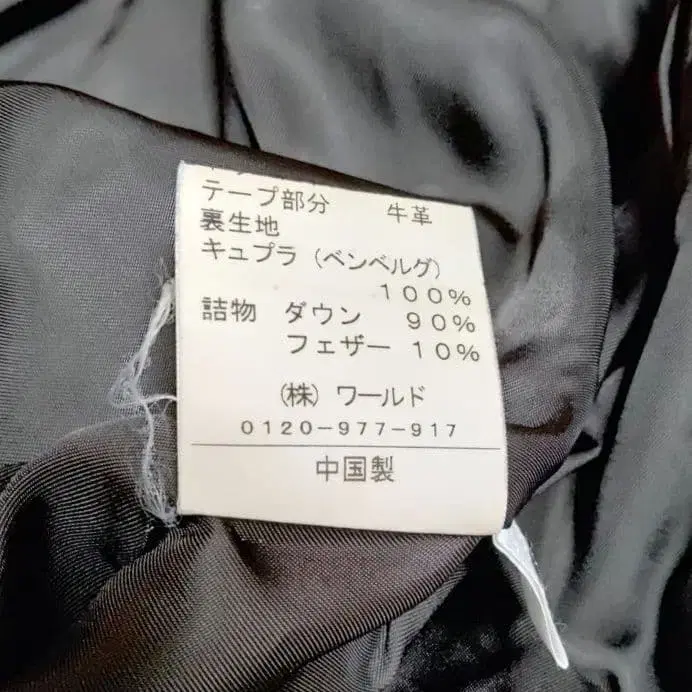 テープ部分 牛革
裏生地
キュプラ（ベンベルグ）
100%
詰物 ダウン 90%
フェザー 10%
（株）ワールド
0120-977-917
中国製